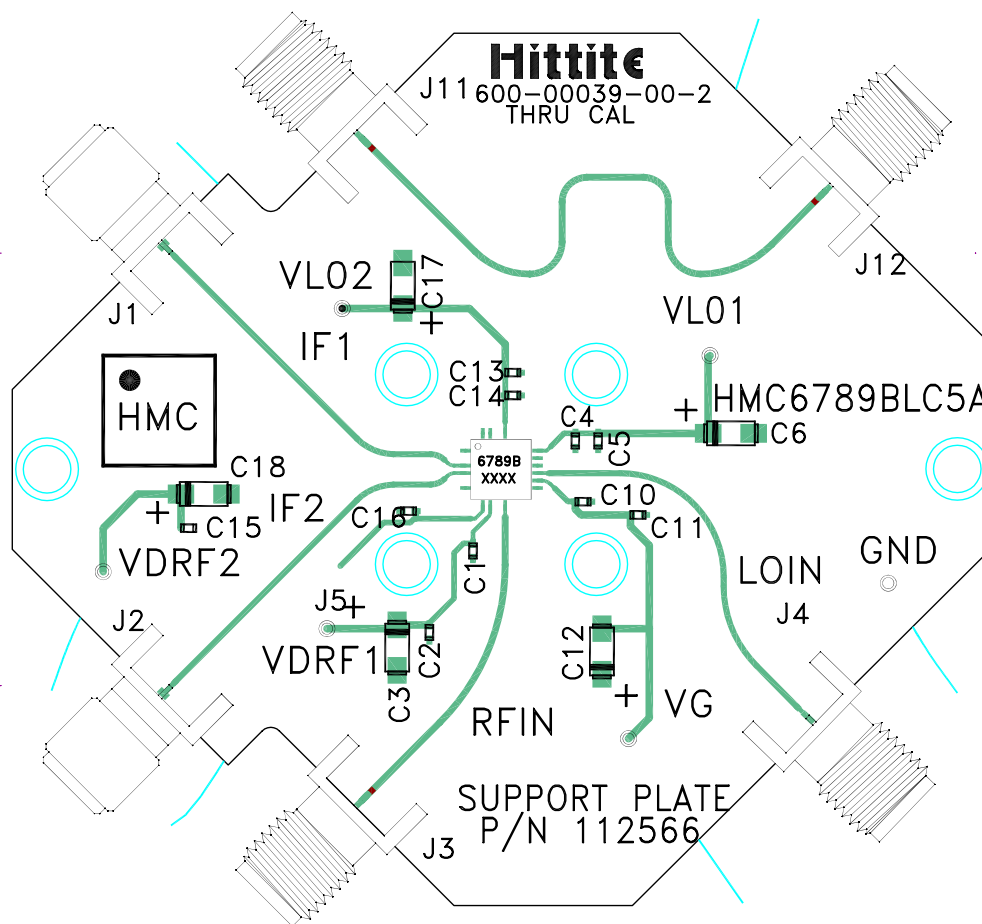 Hittite
J11 600-00039-00-2
THRU CAL
J12
VLO2
C17
+
J1
IF1
VLO1
C13
C14
HMC
HMC6789BLC5A
+
C4
C5
C6
6789B
XXXX
C18
+
C15
IF2
C16
C10
C11
VDRF2
C1
LOIN
GND
J2
J5
+
J4
VDRF1
C2
C3
C12
+
VG
RFIN
SUPPORT PLATE
P/N 112566
J3